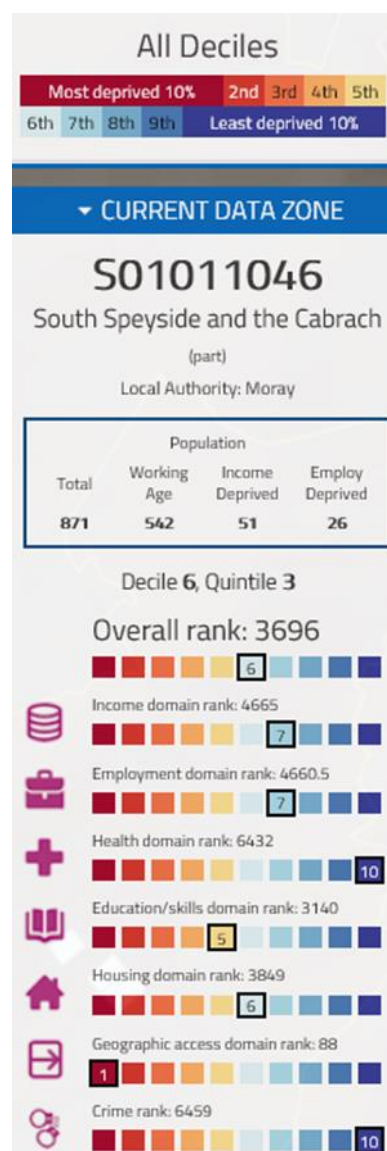 All Deciles
Most deprived 10% 2nd 3rd 4th 5th
6th 7th 8th 9th Least deprived 10%
CURRENT DATA ZONE
S01011046
South Speyside and the Cabrach
(part)
Local Authority: Moray
Population
Total Working Age Income Deprived Employ Deprived
871 542 51 26
Decile 6, Quintile 3
Overall rank: 3696
6
Income domain rank: 4665
7
Employment domain rank: 4660.5
7
Health domain rank: 6432
10
Education/skills domain rank: 3140
5
Housing domain rank: 3849
6
Geographic access domain rank: 88
1
Crime rank: 6459
10